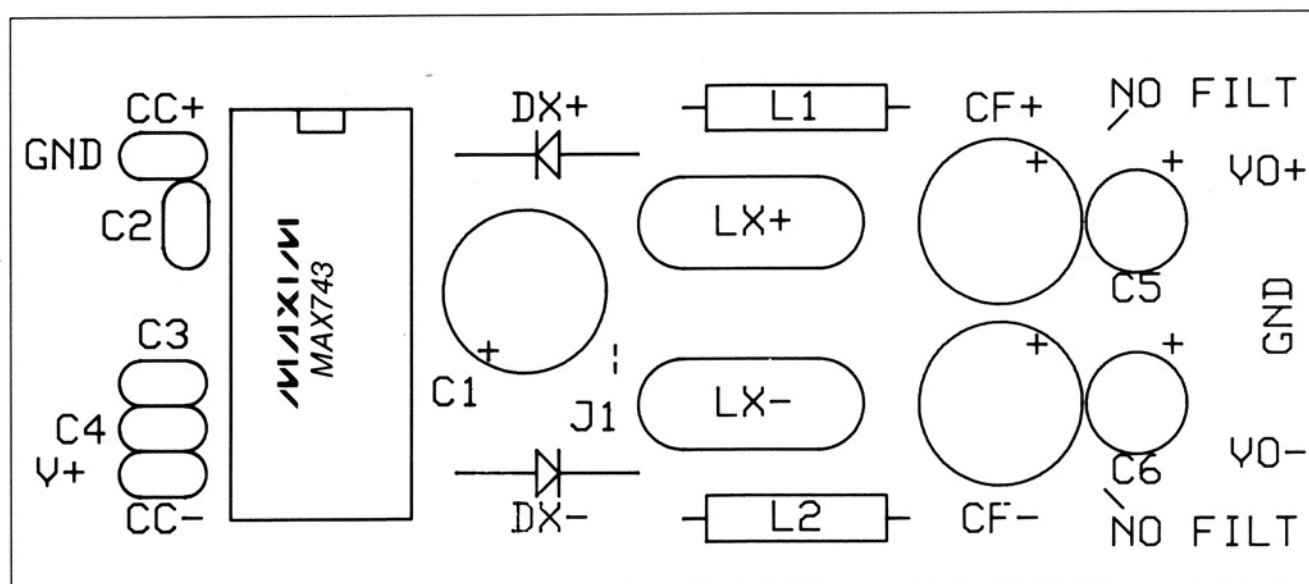 CC+
GND
C2
C3
C4
V+
CC-
MAXIM
MAX743
DX+
C1
+
J1
DX-
L1
LX+
LX-
L2
CF+
+
+
CF-
NO FILT
+
VO+
C5
GND
+
VO-
C6
NO FILT